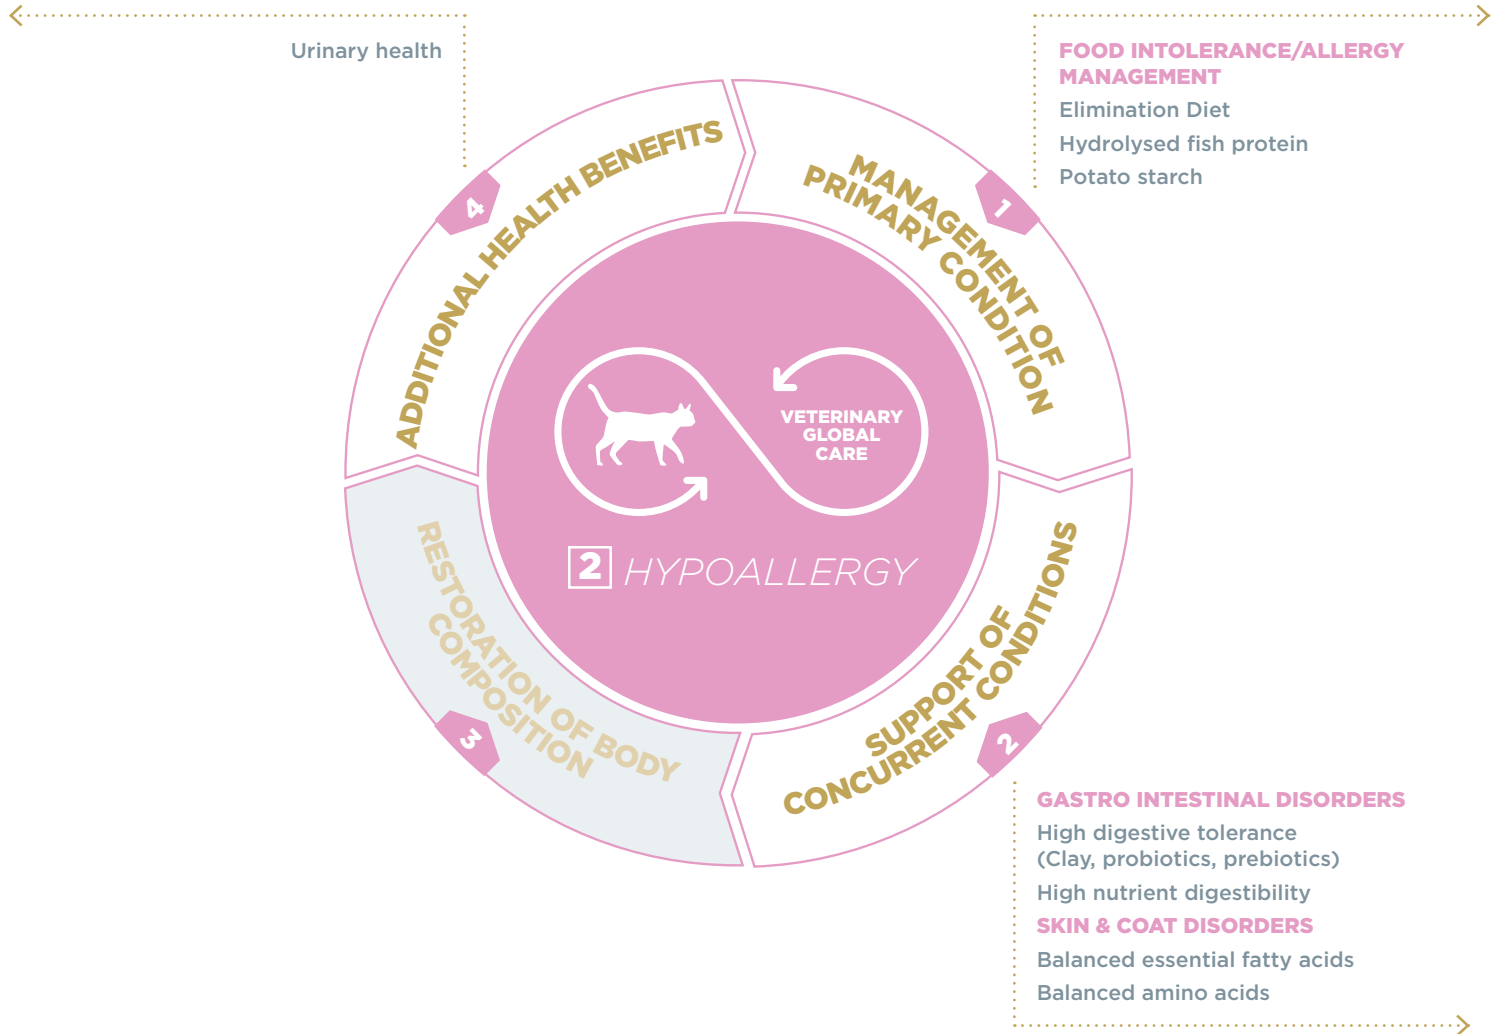 Urinary health
FOOD INTOLERANCE/ALLERGY
MANAGEMENT
Elimination Diet
Hydrolysed fish protein
Potato starch
1
MANAGEMENT OF
PRIMARY CONDITION
4
ADDITIONAL HEALTH BENEFITS
VETERINARY
GLOBAL
CARE
2 HYPOALLERGY
3
RESTORATION OF BODY
COMPOSITION
2
SUPPORT OF
CONCURRENT CONDITIONS
GASTRO INTESTINAL DISORDERS
High digestive tolerance
(Clay, probiotics, prebiotics)
High nutrient digestibility
SKIN & COAT DISORDERS
Balanced essential fatty acids
Balanced amino acids